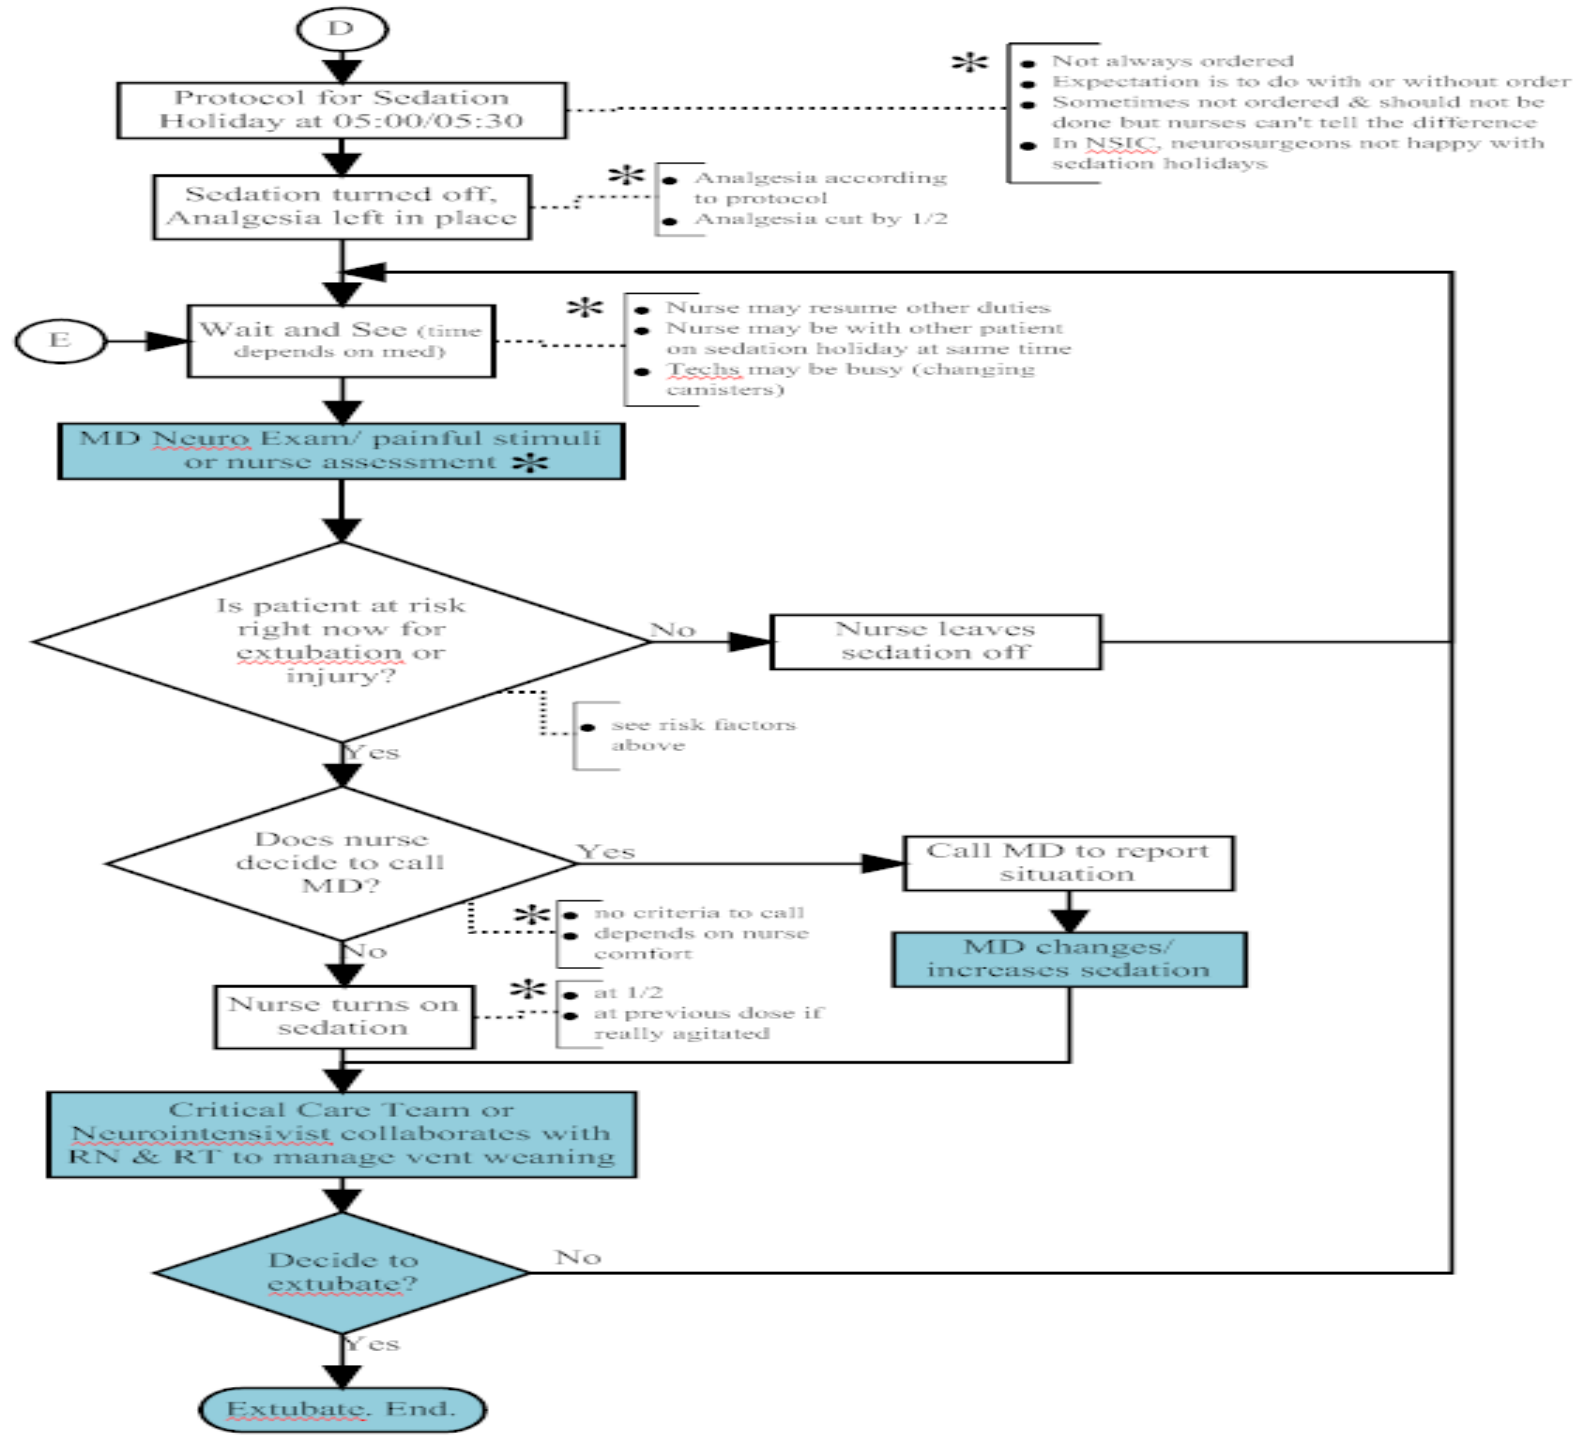 D
Protocol for Sedation
Holiday at 05:00/05:30
* • Not always ordered
• Expectation is to do with or without order
• Sometimes not ordered & should not be
done but nurses can't tell the difference
• In NSIC, neurosurgeons not happy with
sedation holidays
Sedation turned off,
Analgesia left in place
* • Analgesia according
to protocol
• Analgesia cut by 1/2
E
Wait and See (time
depends on med)
* • Nurse may resume other duties
• Nurse may be with other patient
on sedation holiday at same time
• Techs may be busy (changing
canisters)
MD Neuro Exam/ painful stimuli
or nurse assessment *
Is patient at risk
right now for
extubation or
injury?
No
Nurse leaves
sedation off
• see risk factors
above
Yes
Does nurse
decide to call
MD?
Yes
Call MD to report
situation
* • no criteria to call
• depends on nurse
comfort
MD changes/
increases sedation
No
Nurse turns on
sedation
* • at 1/2
• at previous dose if
really agitated
Critical Care Team or
Neurointensivist collaborates with
RN & RT to manage vent weaning
Decide to
extubate?
No
Yes
Extubate. End.